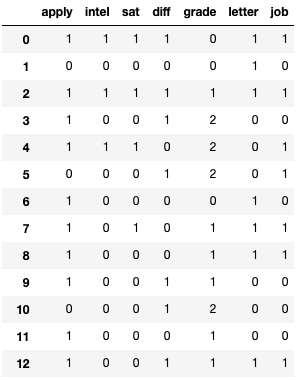 apply intel sat diff grade letter job
0 1 1 1 1 0 1 1
1 0 0 0 0 0 1 0
2 1 1 1 1 1 1 1
3 1 0 0 1 2 0 0
4 1 1 1 0 2 0 1
5 0 0 0 1 2 0 1
6 1 0 0 0 0 1 0
7 1 0 1 0 1 1 1
8 1 0 0 0 1 1 1
9 1 0 0 1 1 0 0
10 0 0 0 1 2 0 0
11 1 0 0 0 1 0 0
12 1 0 0 1 1 1 1